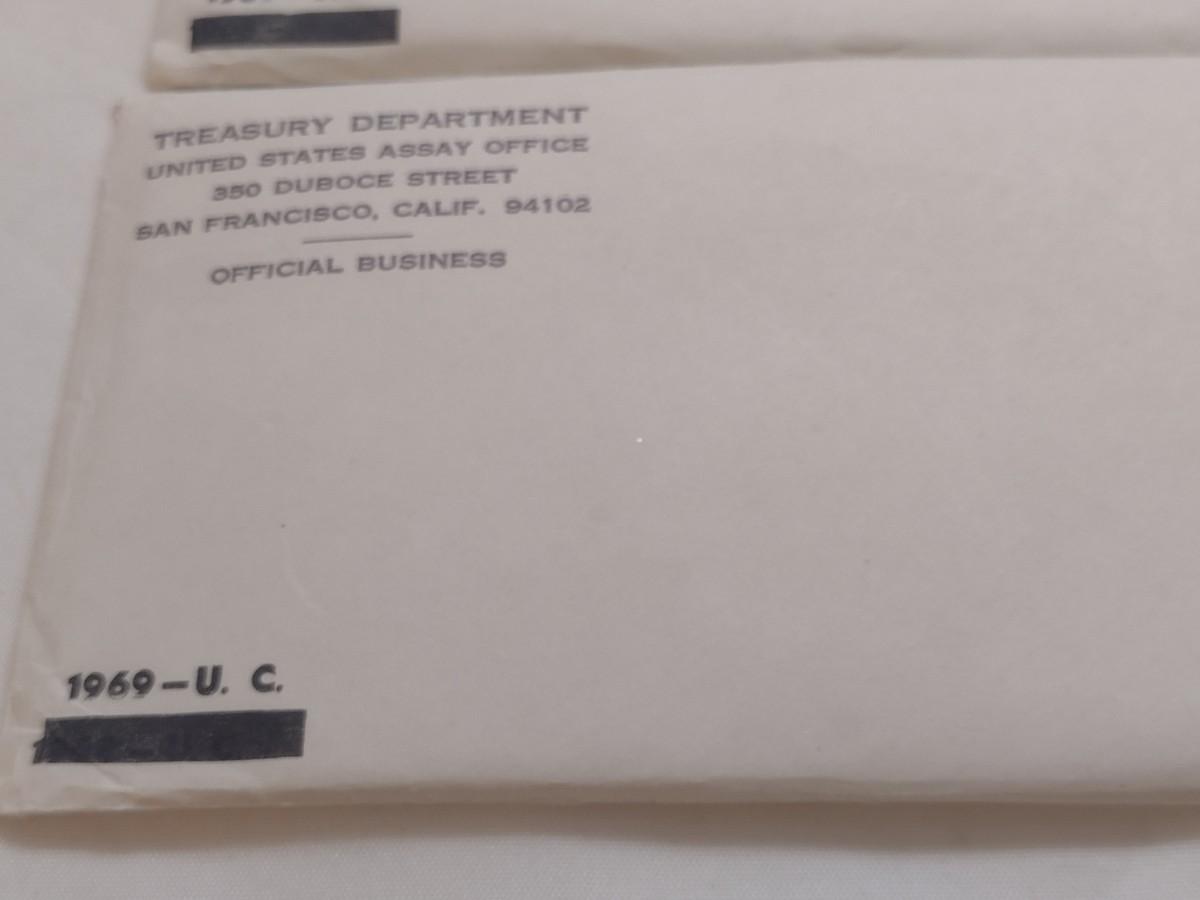 TREASURY DEPARTMENT
UNITED STATES ASSAY OFFICE
350 DUBOCE STREET
SAN FRANCISCO, CALIF. 94102
OFFICIAL BUSINESS
1969-U. C.